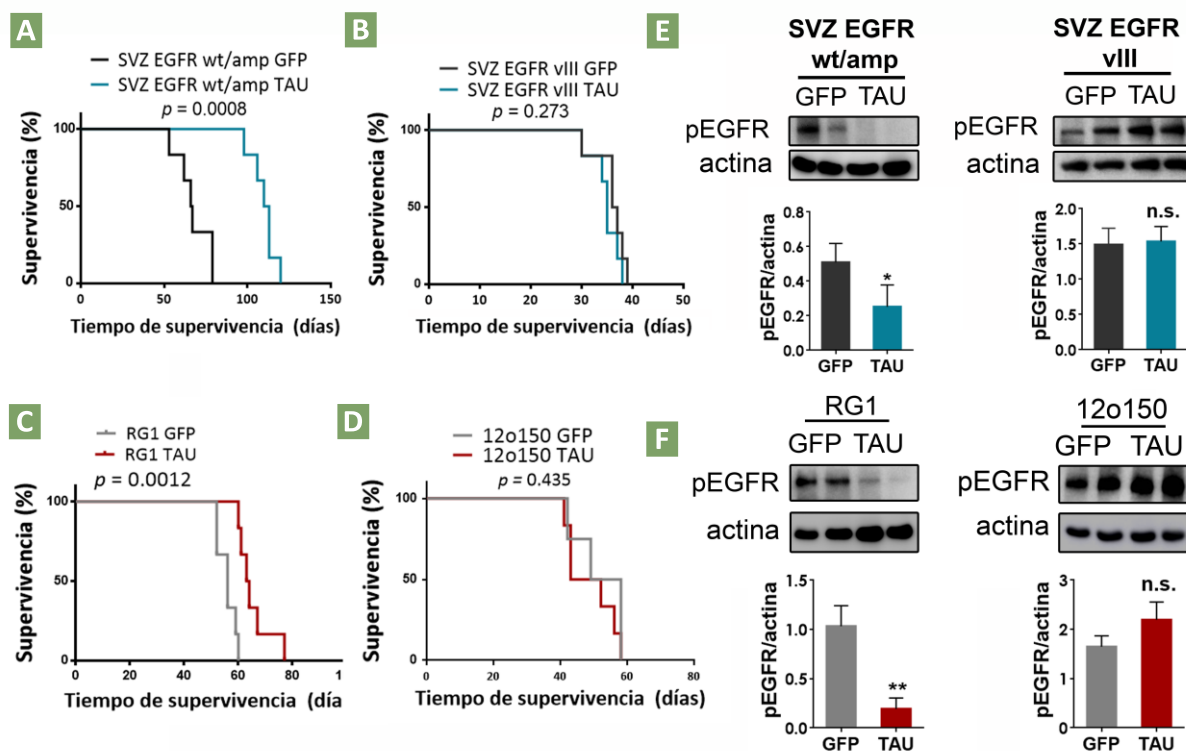 A
SVZ EGFR wt/amp GFP
SVZ EGFR wt/amp TAU
p = 0.0008
Supervivencia (%)
100
50
0
0 50 100 150
Tiempo de supervivencia (días)
B
SVZ EGFR vIII GFP
SVZ EGFR vIII TAU
p = 0.273
Supervivencia (%)
100
50
0
0 10 20 30 40 50
Tiempo de supervivencia (días)
C
RG1 GFP
RG1 TAU
p = 0.0012
Supervivencia (%)
100
50
0
0 20 40 60 80 1
Tiempo de supervivencia (día
D
12o150 GFP
12o150 TAU
p = 0.435
Supervivencia (%)
100
50
0
0 20 40 60 80
Tiempo de supervivencia (días)
E
SVZ EGFR
wt/amp
GFP TAU
pEGFR
actina
pEGFR/actina
0.8
0.6
0.4
0.2
0.0
*
GFP TAU
SVZ EGFR
vIII
GFP TAU
pEGFR
actina
pEGFR/actina
2.0
1.5
1.0
0.5
0.0
n.s.
GFP TAU
F
RG1
GFP TAU
pEGFR
actina
pEGFR/actina
1.5
1.0
0.5
0.0
**
GFP TAU
12o150
GFP TAU
pEGFR
actina
pEGFR/actina
3
2
1
0
n.s.
GFP TAU